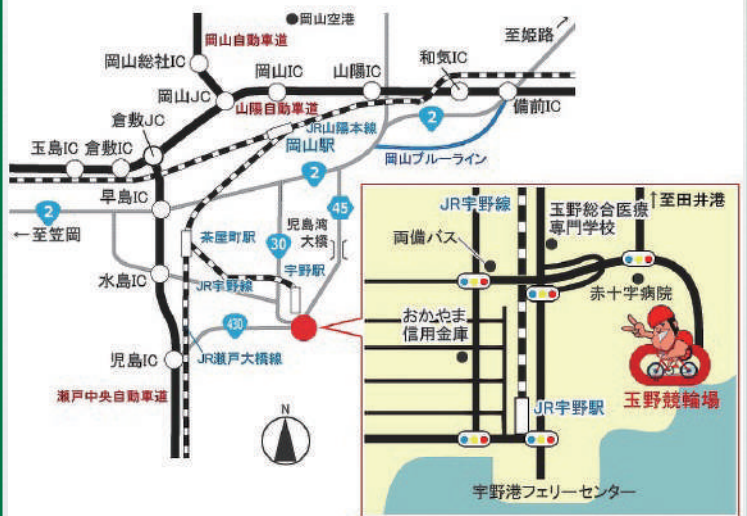 岡山空港
至姫路
岡山自動車道
和気IC
岡山総社IC
岡山IC
山陽IC
岡山JC
山陽自動車道
備前IC
倉敷JC
JR山陽本線
2
玉島IC
倉敷IC
岡山駅
岡山ブルーライン
2
早島IC
2
45
←至笠岡
茶屋町駅
30
児島湾
大橋
宇野駅
水島IC
JR宇野線
430
児島IC
JR瀬戸大橋線
瀬戸中央自動車道
N
JR宇野線
玉野総合医療
専門学校
↑至田井港
両備バス
赤十字病院
おかやま
信用金庫
玉野競輪場
JR宇野駅
宇野港フェリーセンター